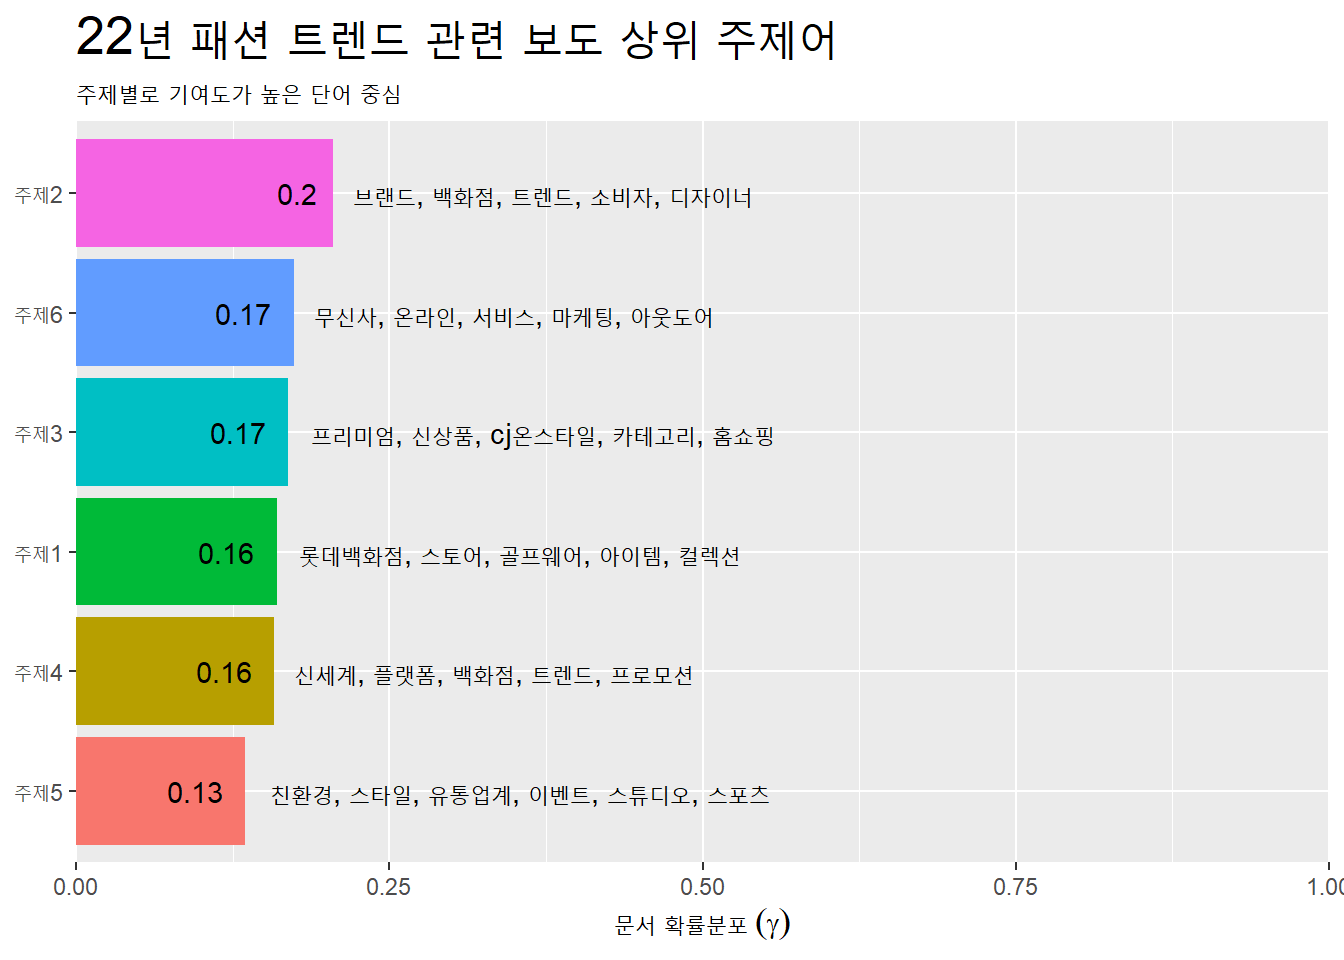 22년 패션 트렌드 관련 보도 상위 주제어
주제별로 기여도가 높은 단어 중심
주제2 0.2 브랜드, 백화점, 트렌드, 소비자, 디자이너
주제6 0.17 무신사, 온라인, 서비스, 마케팅, 아웃도어
주제3 0.17 프리미엄, 신상품, cj온스타일, 카테고리, 홈쇼핑
주제1 0.16 롯데백화점, 스토어, 골프웨어, 아이템, 컬렉션
주제4 0.16 신세계, 플랫폼, 백화점, 트렌드, 프로모션
주제5 0.13 친환경, 스타일, 유통업계, 이벤트, 스튜디오, 스포츠
0.00 0.25 0.50 0.75 1.00
문서 확률분포 (γ)